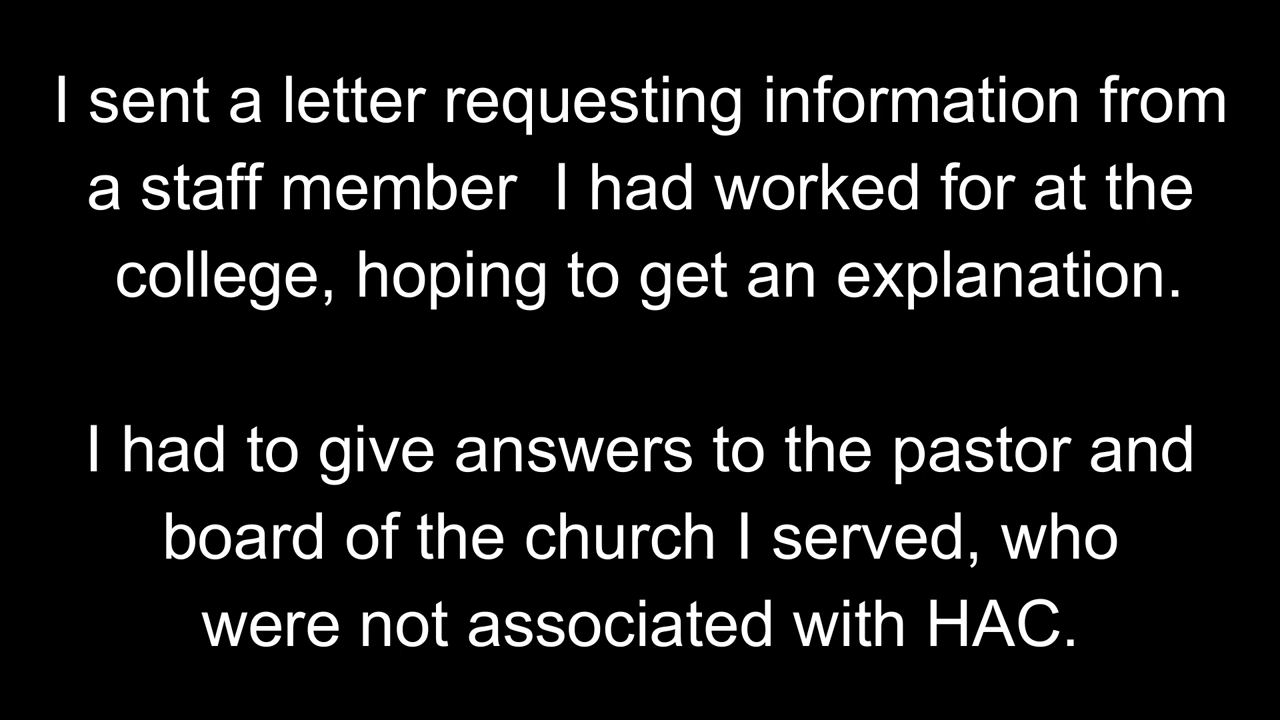 I sent a letter requesting information from
a staff member  I had worked for at the
college, hoping to get an explanation.
I had to give answers to the pastor and
board of the church I served, who
were not associated with HAC.